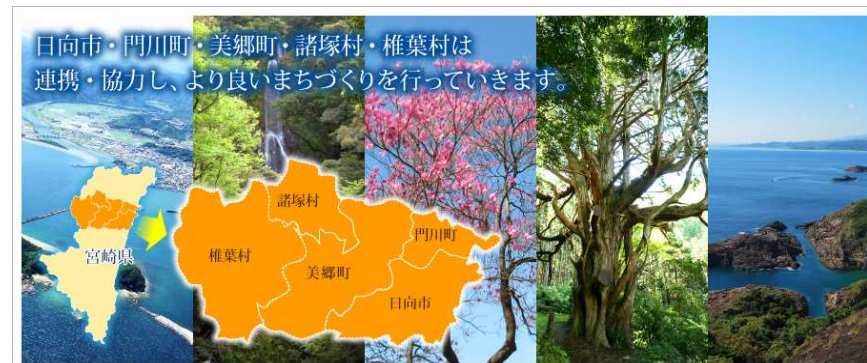 日向市・門川町・美郷町・諸塚村・椎葉村は
連携・協力し、より良いまちづくりを行っていきます。
諸塚村
門川町
椎葉村
宮崎県
美郷町
日向市